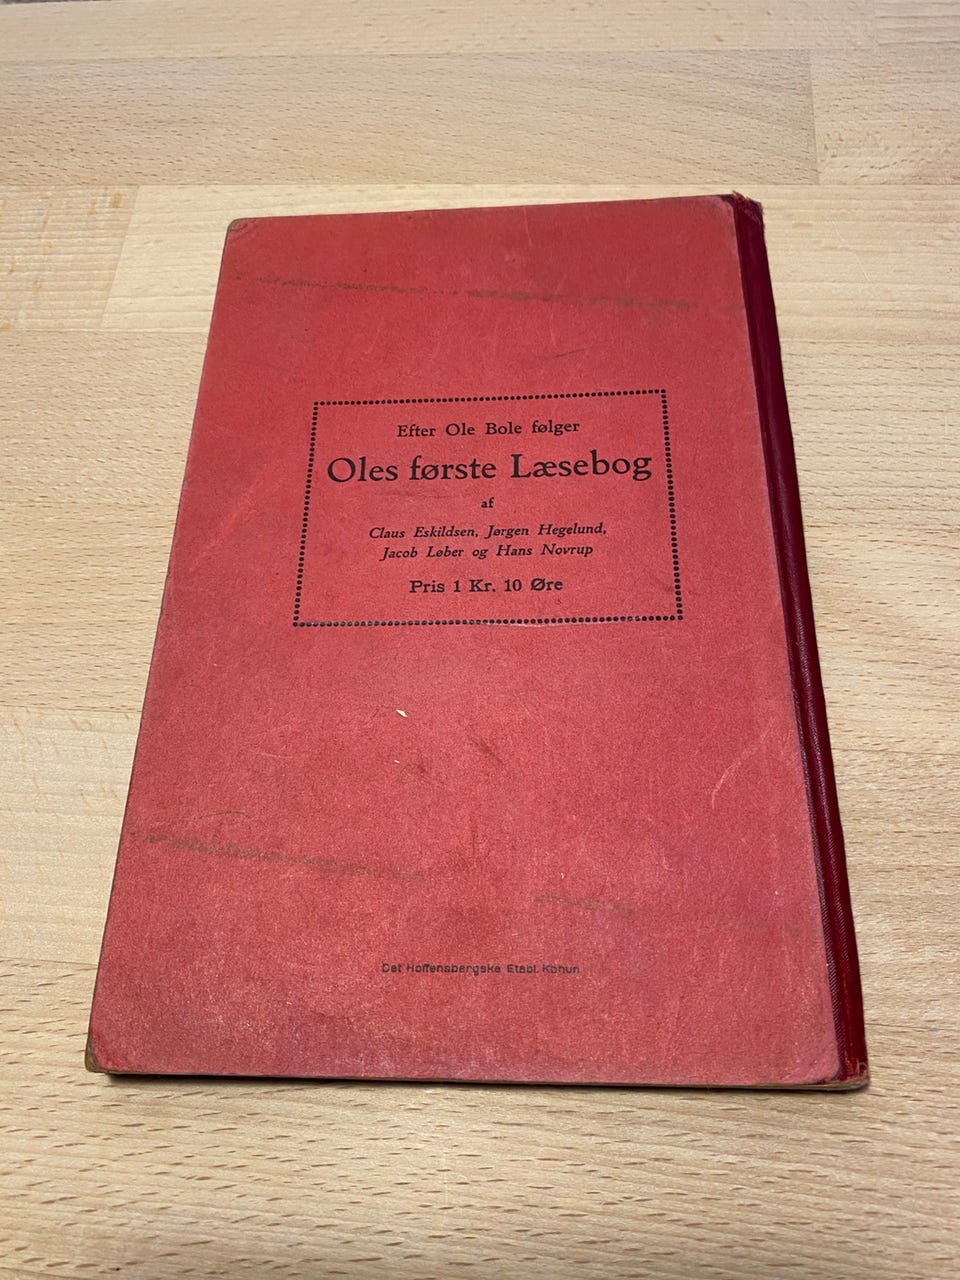 Efter Ole Bole følger
Oles første Læsebog
af
Claus Eskildsen, Jørgen Hegelund,
Jacob Løber og Hans Novrup
Pris 1 Kr. 10 Øre
Det Hoffensbergske Etabl. Kbhvn